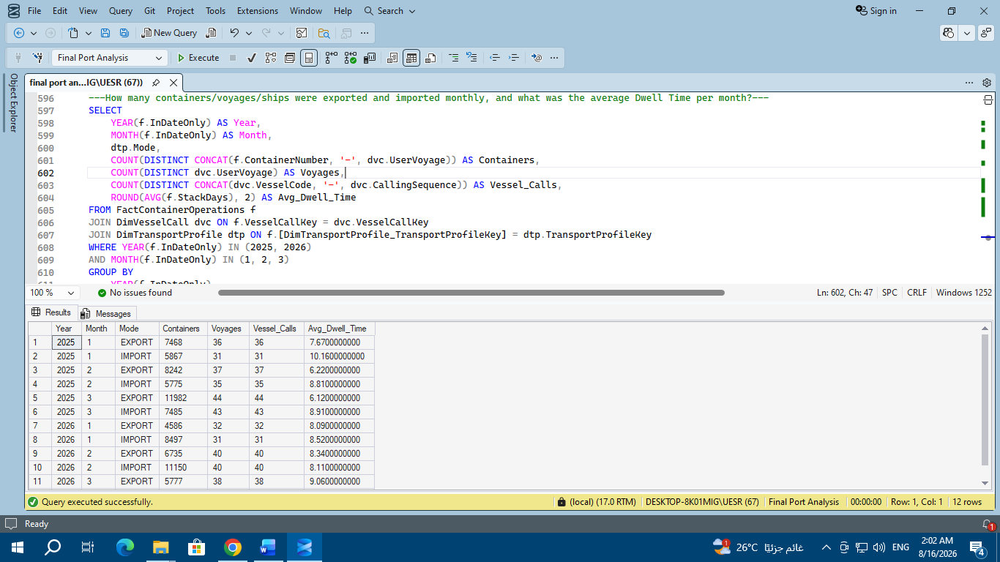 File Edit View Query Git Project Tools Extensions Window Help Search Sign in
New Query
Final Port Analysis Execute
Object Explorer
final port an...IG\UESR (67))
596 ---How many containers/voyages/ships were exported and imported monthly, and what was the average Dwell Time per month?---
597 SELECT
598 YEAR(f.InDateOnly) AS Year,
599 MONTH(f.InDateOnly) AS Month,
600 dtp.Mode,
601 COUNT(DISTINCT CONCAT(f.ContainerNumber, '-', dvc.UserVoyage)) AS Containers,
602 COUNT(DISTINCT dvc.UserVoyage) AS Voyages,
603 COUNT(DISTINCT CONCAT(dvc.VesselCode, '-', dvc.CallingSequence)) AS Vessel_Calls,
604 ROUND(AVG(f.StackDays), 2) AS Avg_Dwell_Time
605 FROM FactContainerOperations f
606 JOIN DimVesselCall dvc ON f.VesselCallKey = dvc.VesselCallKey
607 JOIN DimTransportProfile dtp ON f.[DimTransportProfile_TransportProfileKey] = dtp.TransportProfileKey
608 WHERE YEAR(f.InDateOnly) IN (2025, 2026)
609 AND MONTH(f.InDateOnly) IN (1, 2, 3)
610 GROUP BY
611 YEAR(f.InDateOnly)
100 % No issues found Ln: 602, Ch: 47 SPC CRLF Windows 1252
Results Messages
Year Month Mode Containers Voyages Vessel_Calls Avg_Dwell_Time
1 2025 1 EXPORT 7468 36 36 7.6700000000
2 2025 1 IMPORT 5867 31 31 10.1600000000
3 2025 2 EXPORT 8242 37 37 6.2200000000
4 2025 2 IMPORT 5775 35 35 8.8100000000
5 2025 3 EXPORT 11982 44 44 6.1200000000
6 2025 3 IMPORT 7485 43 43 8.9100000000
7 2026 1 EXPORT 4586 32 32 8.0900000000
8 2026 1 IMPORT 8497 31 31 8.5200000000
9 2026 2 EXPORT 6735 40 40 8.3400000000
10 2026 2 IMPORT 11150 40 40 8.1100000000
11 2026 3 EXPORT 5777 38 38 9.0600000000
Query executed successfully. (local) (17.0 RTM) DESKTOP-8K01MIG\UESR (67) Final Port Analysis 00:00:00 Row: 1, Col: 1 12 rows
Ready 1
1 26°C غائم جزئيًا ENG 2:02 AM
8/16/2026 4